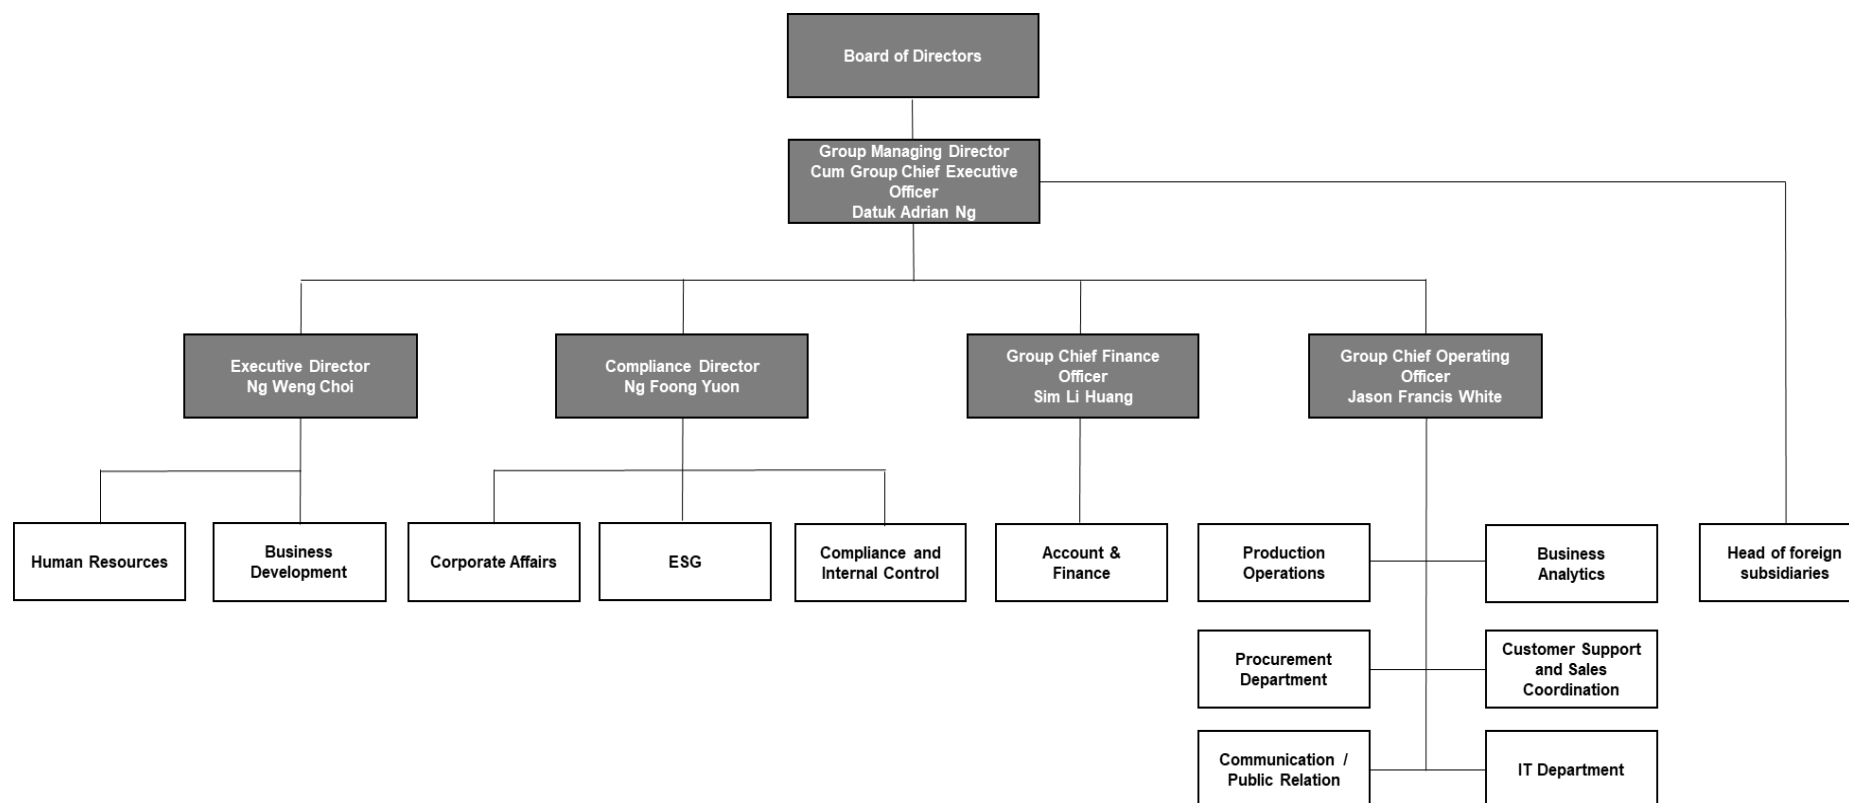 Board of Directors
Group Managing Director
Cum Group Chief Executive
Officer
Datuk Adrian Ng
Executive Director
Ng Weng Choi
Compliance Director
Ng Foong Yuon
Group Chief Finance
Officer
Sim Li Huang
Group Chief Operating
Officer
Jason Francis White
Human Resources
Business
Development
Corporate Affairs
ESG
Compliance and
Internal Control
Account &
Finance
Production
Operations
Business
Analytics
Head of foreign
subsidiaries
Procurement
Department
Customer Support
and Sales
Coordination
Communication /
Public Relation
IT Department